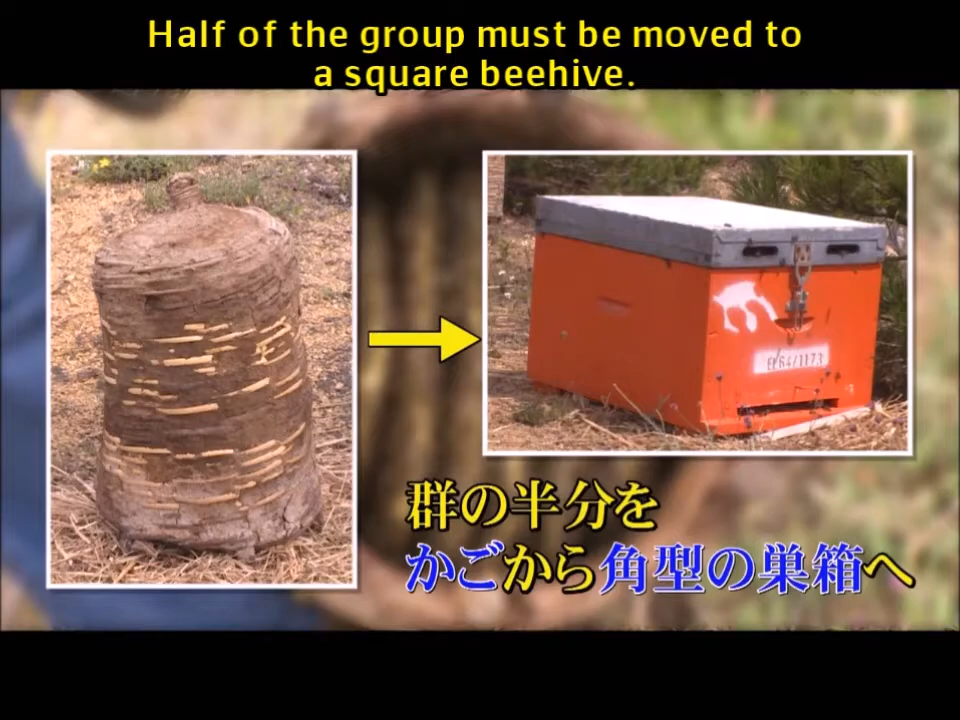 Half of the group must be moved to
a square beehive.
群の半分を
かごから角型の巣箱へ